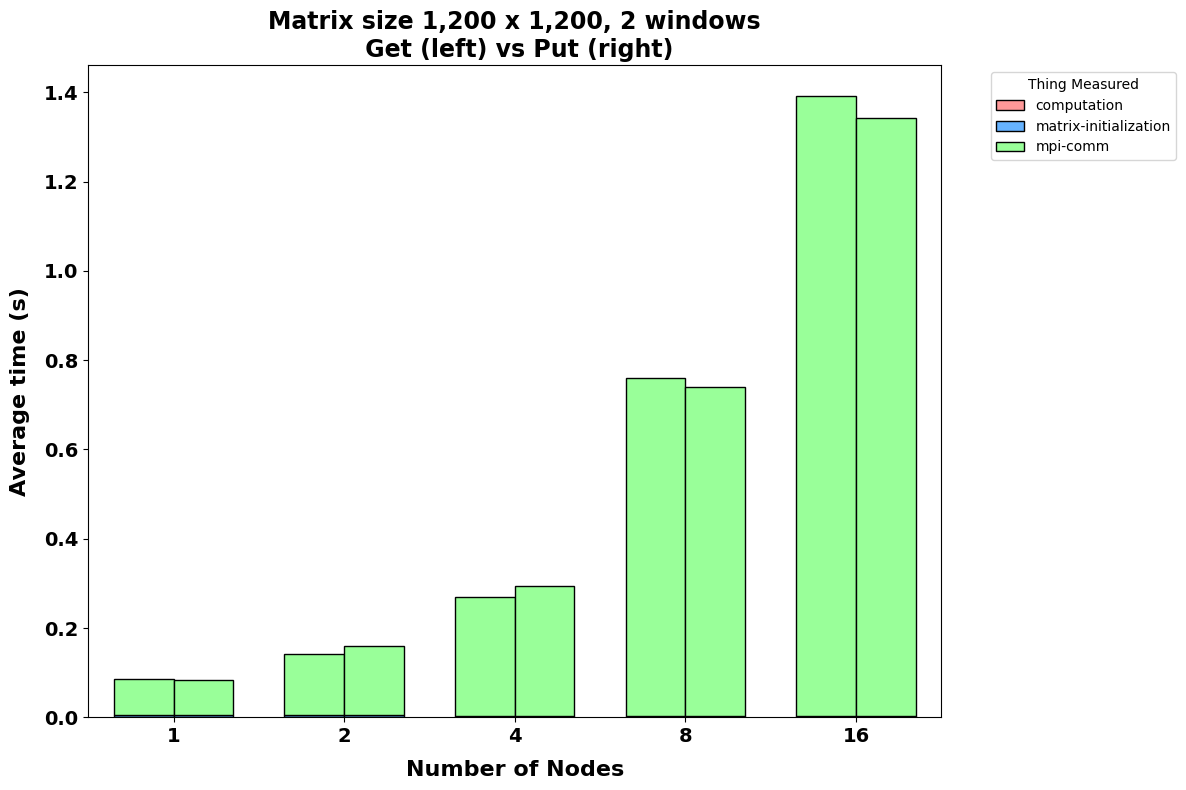 Matrix size 1,200 x 1,200, 2 windows
Get (left) vs Put (right)
Thing Measured
computation
matrix-initialization
mpi-comm
Average time (s)
1.4
1.2
1.0
0.8
0.6
0.4
0.2
0.0
1 2 4 8 16
Number of Nodes